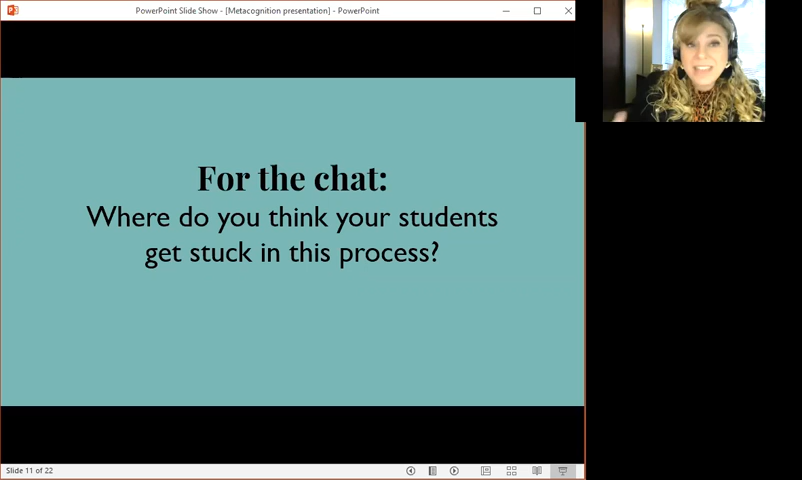 PowerPoint Slide Show - [Metacognition presentation] - PowerPoint
For the chat:
Where do you think your students
get stuck in this process?
Slide 11 of 22